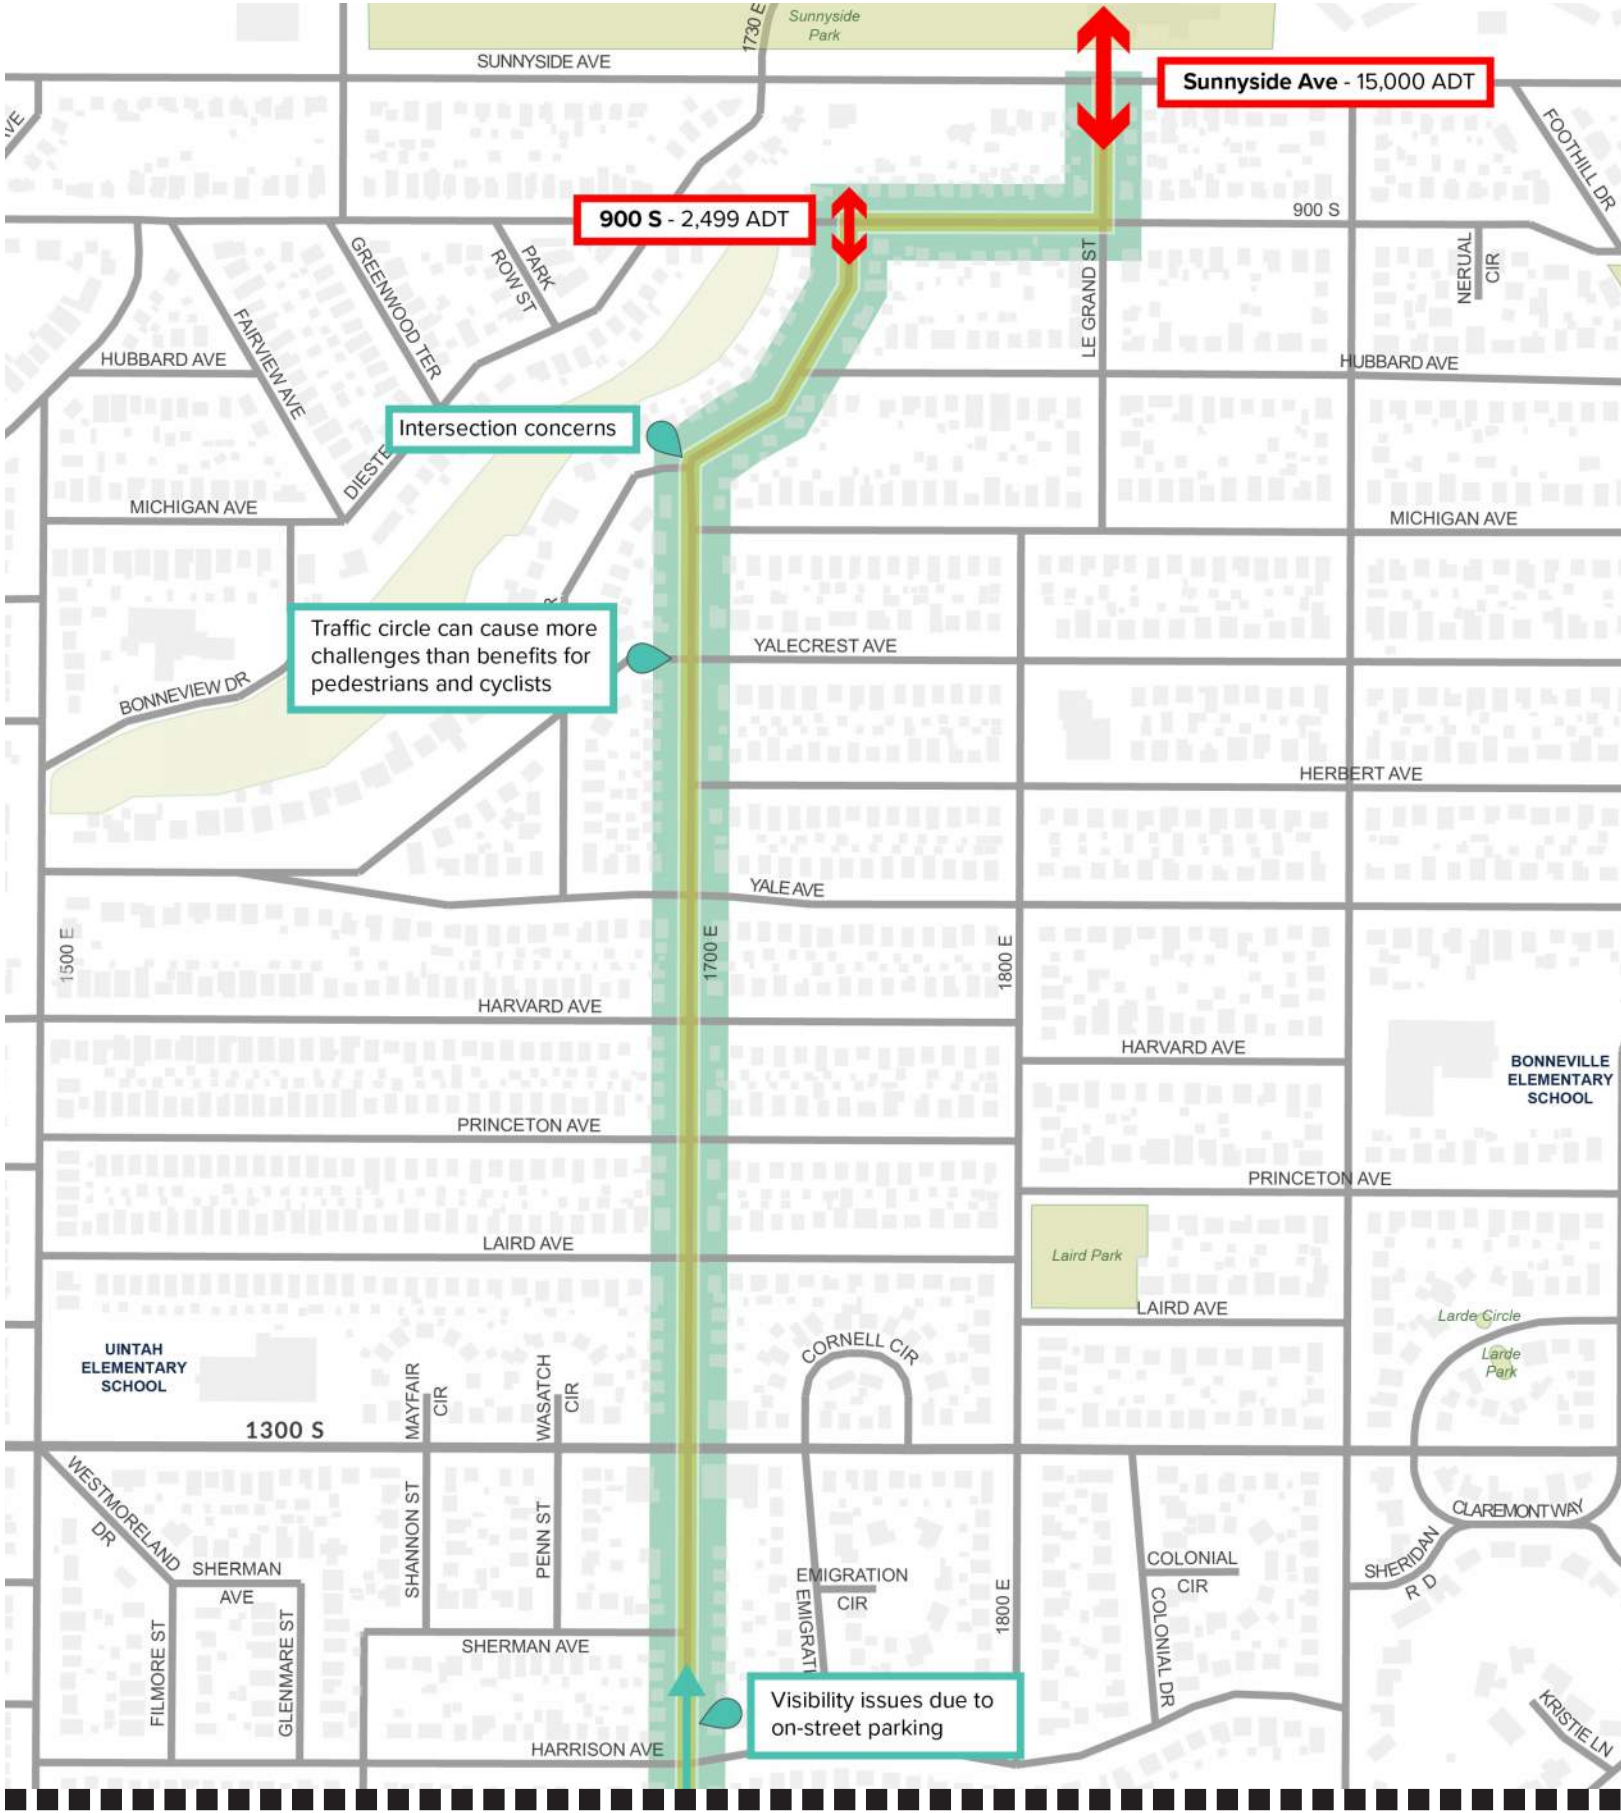 1730 E
Sunnyside
Park
SUNNYSIDE AVE
Sunnyside Ave - 15,000 ADT
FOOTHILL DR
900 S - 2,499 ADT
900 S
GREENWOOD TER
PARK
ROW ST
LE GRAND ST
NERUAL
CIR
FAIRVIEW AVE
HUBBARD AVE
HUBBARD AVE
Intersection concerns
MICHIGAN AVE
MICHIGAN AVE
Traffic circle can cause more
challenges than benefits for
pedestrians and cyclists
YALECREST AVE
BONNEVIEW DR
HERBERT AVE
YALE AVE
1500 E
1700 E
1800 E
HARVARD AVE
HARVARD AVE
BONNEVILLE
ELEMENTARY
SCHOOL
PRINCETON AVE
PRINCETON AVE
LAIRD AVE
Laird Park
LAIRD AVE
Larde Circle
Larde
Park
UINTAH
ELEMENTARY
SCHOOL
MAYFAIR
CIR
WASATCH
CIR
CORNELL CIR
1300 S
WESTMORELAND
DR
SHANNON ST
PENN ST
CLAREMONT WAY
SHERIDAN
RD
SHERMAN
AVE
EMIGRATION
CIR
COLONIAL
CIR
1800 E
COLONIAL DR
FILMORE ST
GLENMARE ST
SHERMAN AVE
Visibility issues due to
on-street parking
HARRISON AVE
KRISTIE LN